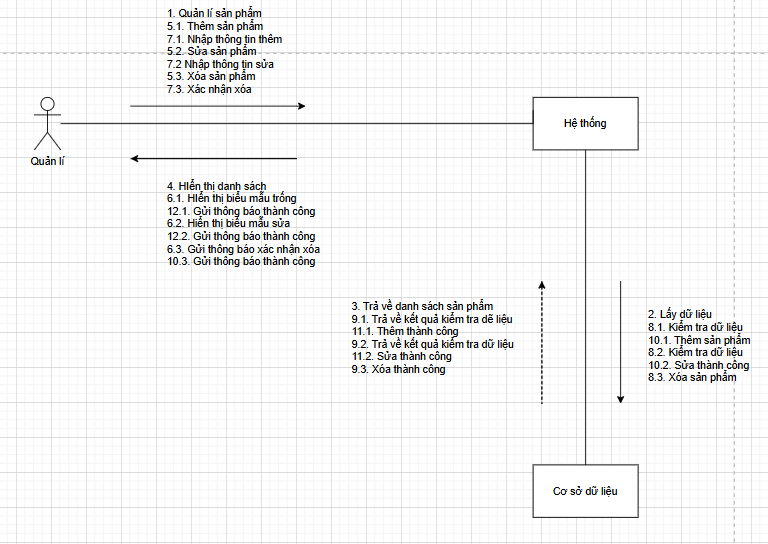 1. Quản lí sản phẩm
5.1. Thêm sản phẩm
7.1. Nhập thông tin thêm
5.2. Sửa sản phẩm
7.2 Nhập thông tin sửa
5.3. Xóa sản phẩm
7.3. Xác nhận xóa
Hệ thống
Quản lí
4. Hiển thị danh sách
6.1. Hiển thị biểu mẫu trống
12.1. Gửi thông báo thành công
6.2. Hiển thị biểu mẫu sửa
12.2. Gửi thông báo thành công
6.3. Gửi thông báo xác nhận xóa
10.3. Gửi thông báo thành công
3. Trả về danh sách sản phẩm
9.1. Trả về kết quả kiểm tra dẽ liệu
11.1. Thêm thành công
9.2. Trả về kết quả kiểm tra dữ liệu
11.2. Sửa thành công
9.3. Xóa thành công
2. Lấy dữ liệu
8.1. Kiểm tra dữ liệu
10.1. Thêm sản phẩm
8.2. Kiểm tra dữ liệu
10.2. Sửa thành công
8.3. Xóa sản phẩm
Cơ sở dữ liệu